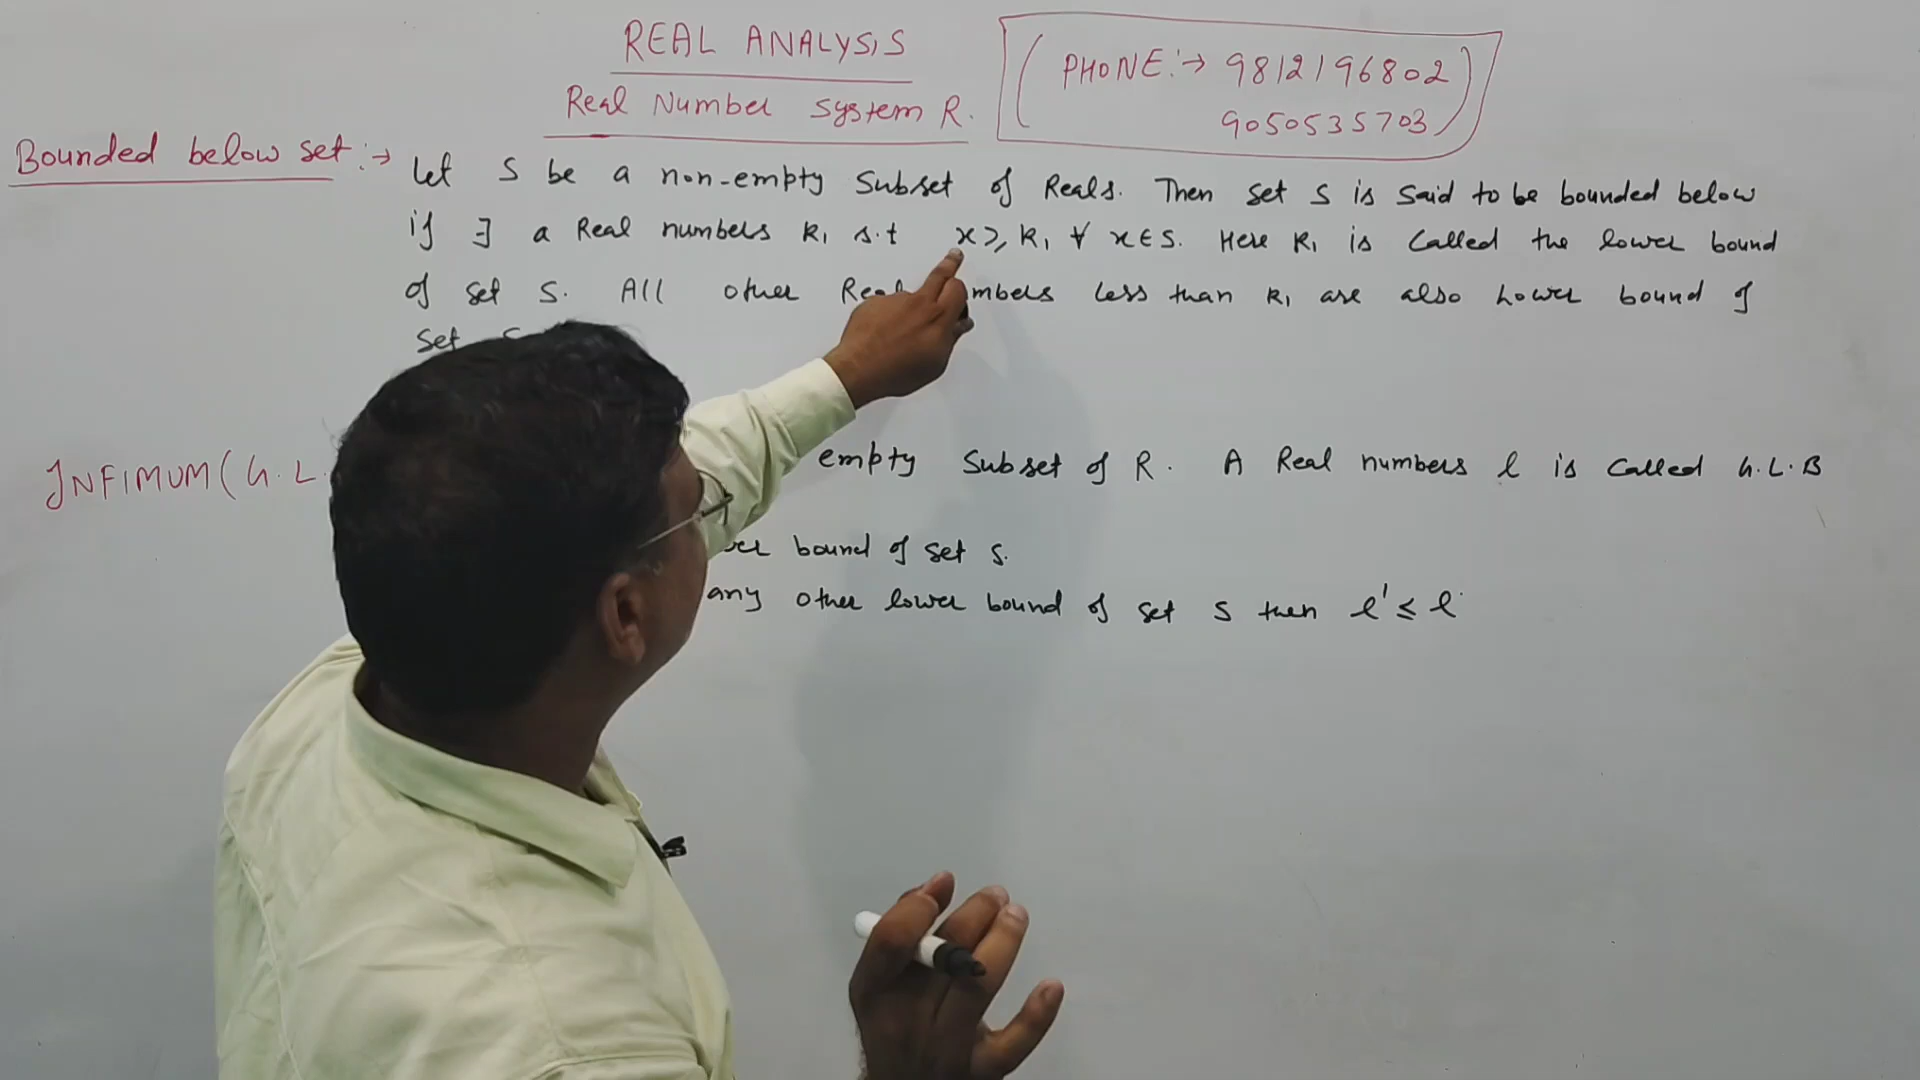 REAL ANALYSIS
Real Number System R.
(PHONE:→ 9812196802
9050535703)
Bounded below set:→ Let S be a non-empty Subset of Reals. Then set S is said to be bounded below
if ∃ a Real numbers K₁ s.t x ≥ K₁ ∀ x ∈ S. Here K₁ is called the lower bound
of set S. All other Real less than K₁ are also Lower bound of
set S
INFIMUM (G.L. empty Subset of R. A Real numbers l is called G.L.B
bound of set S.
any other lower bound of set S then l' ≤ l